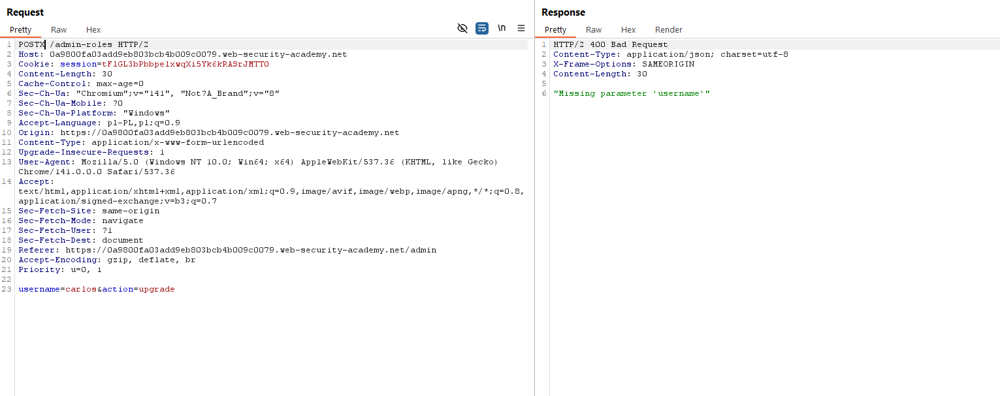 Request
Pretty Raw Hex
\n
1 POSTX /admin-roles HTTP/2
2 Host: 0a9800fa03add9eb803bcb4b009c0079.web-security-academy.net
3 Cookie: session=tFlGL3bPbbpelxwqXi5Yk6kRASrJMTTO
4 Content-Length: 30
5 Cache-Control: max-age=0
6 Sec-Ch-Ua: "Chromium";v="141", "Not?A_Brand";v="8"
7 Sec-Ch-Ua-Mobile: ?0
8 Sec-Ch-Ua-Platform: "Windows"
9 Accept-Language: pl-PL,pl;q=0.9
10 Origin: https://0a9800fa03add9eb803bcb4b009c0079.web-security-academy.net
11 Content-Type: application/x-www-form-urlencoded
12 Upgrade-Insecure-Requests: 1
13 User-Agent: Mozilla/5.0 (Windows NT 10.0; Win64; x64) AppleWebKit/537.36 (KHTML, like Gecko)
Chrome/141.0.0.0 Safari/537.36
14 Accept:
text/html,application/xhtml+xml,application/xml;q=0.9,image/avif,image/webp,image/apng,*/*;q=0.8,
application/signed-exchange;v=b3;q=0.7
15 Sec-Fetch-Site: same-origin
16 Sec-Fetch-Mode: navigate
17 Sec-Fetch-User: ?1
18 Sec-Fetch-Dest: document
19 Referer: https://0a9800fa03add9eb803bcb4b009c0079.web-security-academy.net/admin
20 Accept-Encoding: gzip, deflate, br
21 Priority: u=0, i
22
23 username=carlos&action=upgrade
Response
Pretty Raw Hex Render
1 HTTP/2 400 Bad Request
2 Content-Type: application/json; charset=utf-8
3 X-Frame-Options: SAMEORIGIN
4 Content-Length: 30
5
6 "Missing parameter 'username'"